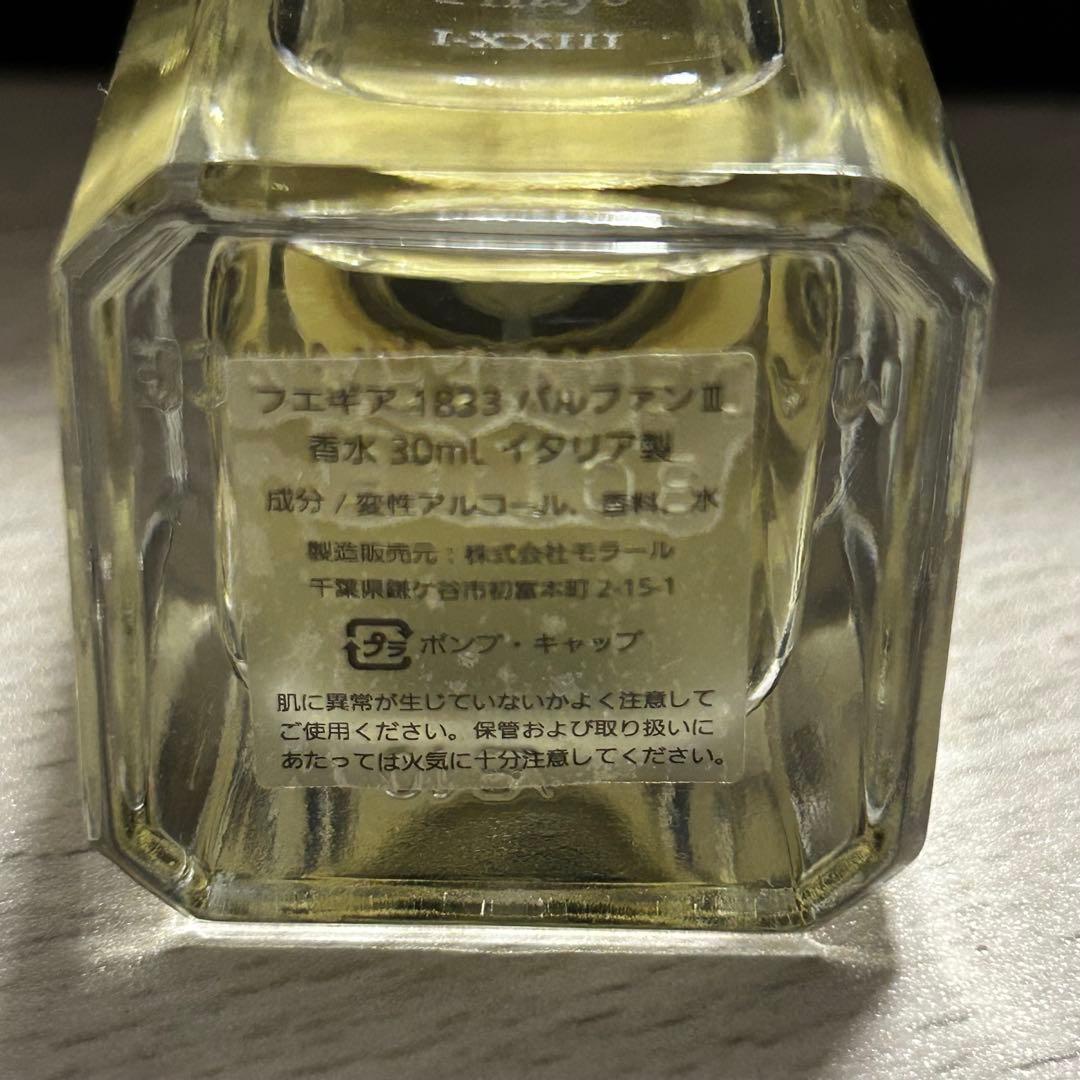 I-XXIII
フエギア 1833 パルファンⅢ
香水 30mL イタリア製
成分 / 変性アルコール、香料、水
製造販売元：株式会社モラール
千葉県鎌ケ谷市初富本町 2-15-1
プラ ポンプ・キャップ
肌に異常が生じていないかよく注意して
ご使用ください。保管および取り扱いに
あたっては火気に十分注意してください。